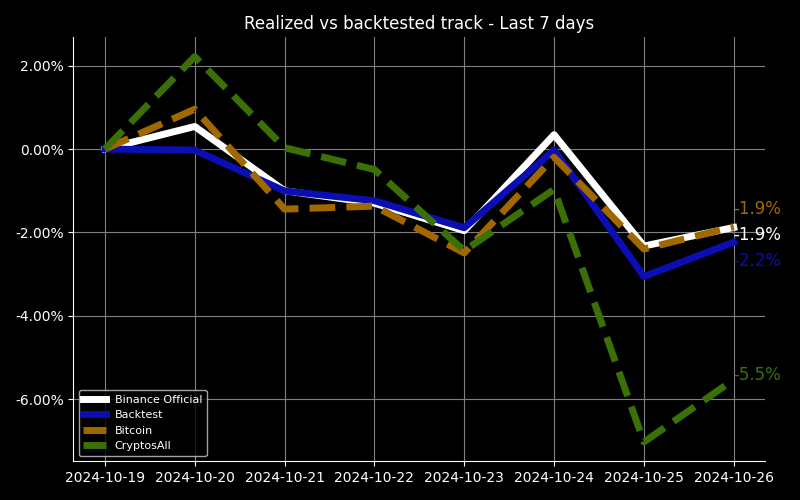 Realized vs backtested track - Last 7 days
2.00%
0.00%
-2.00%
-4.00%
-6.00%
-1.9%
-1.9%
-2.2%
-5.5%
Binance Official
Backtest
Bitcoin
CryptosAll
2024-10-19 2024-10-20 2024-10-21 2024-10-22 2024-10-23 2024-10-24 2024-10-25 2024-10-26